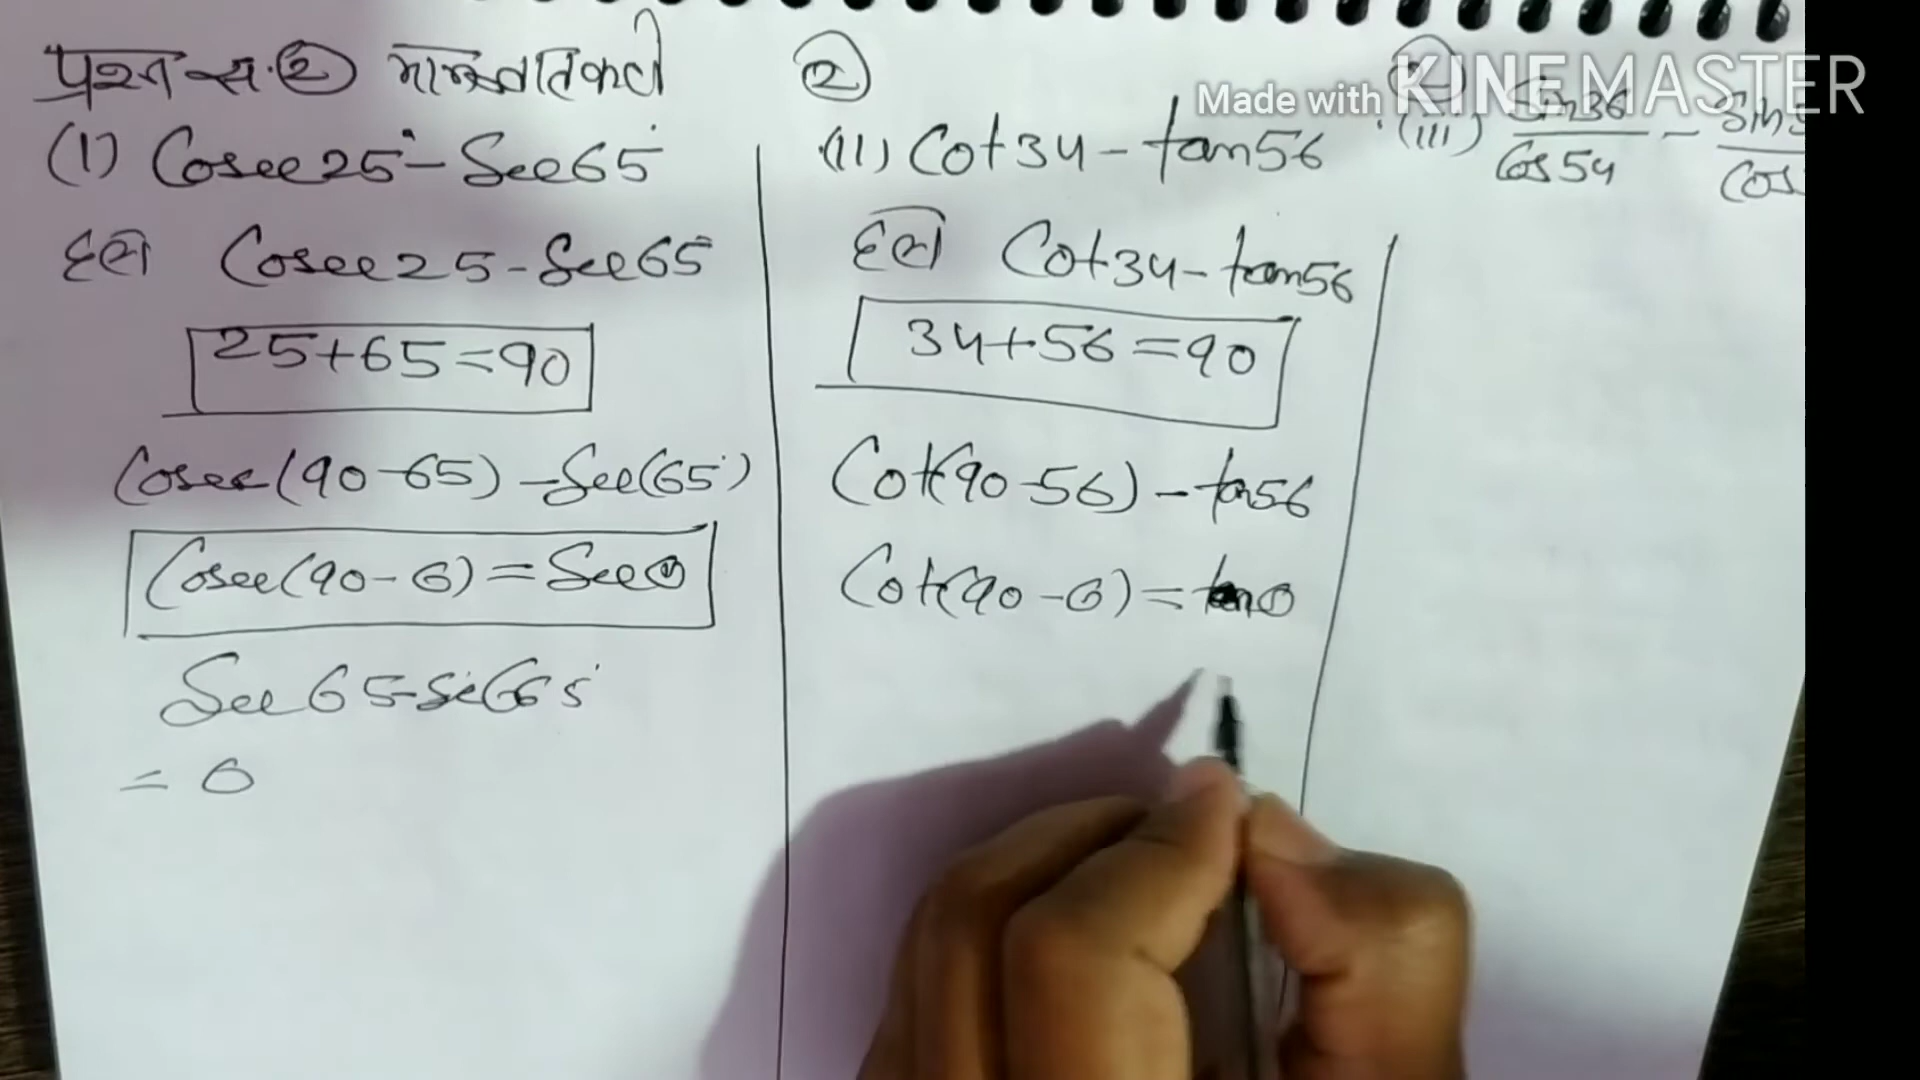 प्रश्न स.② मान ज्ञात करो
(I) Cosec25°-Sec65°
हल Cosec25-Sec65°
25+65=90
Cosec(90-65)-Sec(65°)
Cosec(90-θ)=Secθ
Sec65-Sec65°
=0
②
(II) Cot34-tan56
हल Cot34-tan56
34+56=90
Cot(90-56)-tan56
Cot(90-θ)=tanθ
Made with KINEMASTER
(iii) Sin36/Cos54 -